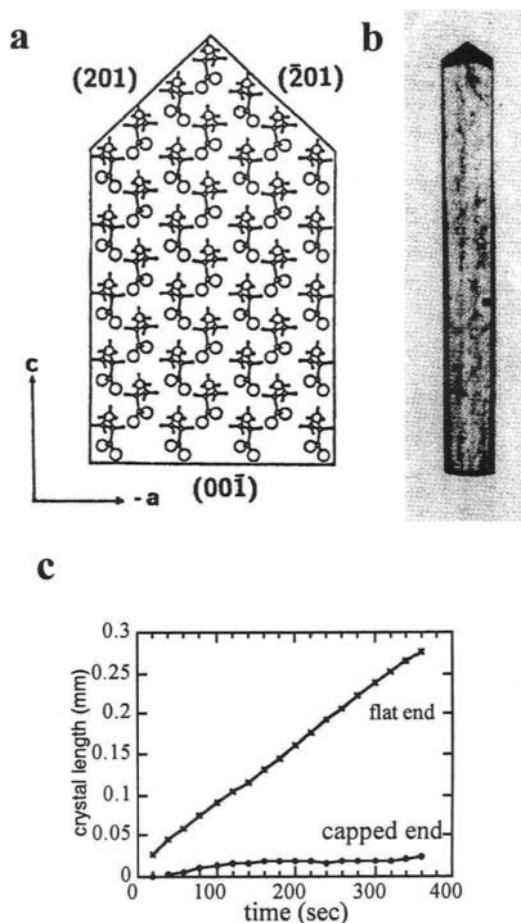 a
b
(201)
(2̄01)
c
-a
(001̄)
c
crystal length (mm)
0.3
0.25
0.2
0.15
0.1
0.05
0
flat end
capped end
0
100
200
300
400
time (sec)